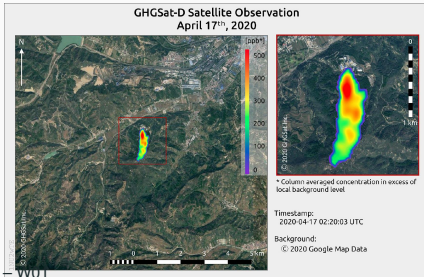 GHGSat-D Satellite Observation
April 17th, 2020
[ppb*]
500
400
300
200
100
0
N
© 2020 GHGSat Inc.
1 0 2 4 5 km
0
1 km
© 2020 GHGSat Inc.
* Column averaged concentration in excess of
local background level
Timestamp:
2020-04-17 02:20:03 UTC
Background:
© 2020 Google Map Data
W01